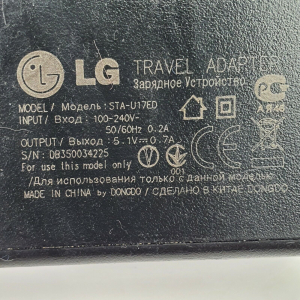 LG TRAVEL ADAPTER
Зарядное Устройство
MODEL / Модель : STA-U17ED
INPUT / Вход : 100-240V~
50/60Hz 0.2A
OUTPUT / Выход : 5.1V⎓0.7A
S/N : DB350034225
For use this model only
/Для использования только с данной моделью
MADE IN CHINA by DONGDO / СДЕЛАНО В КИТАЕ DONGDO